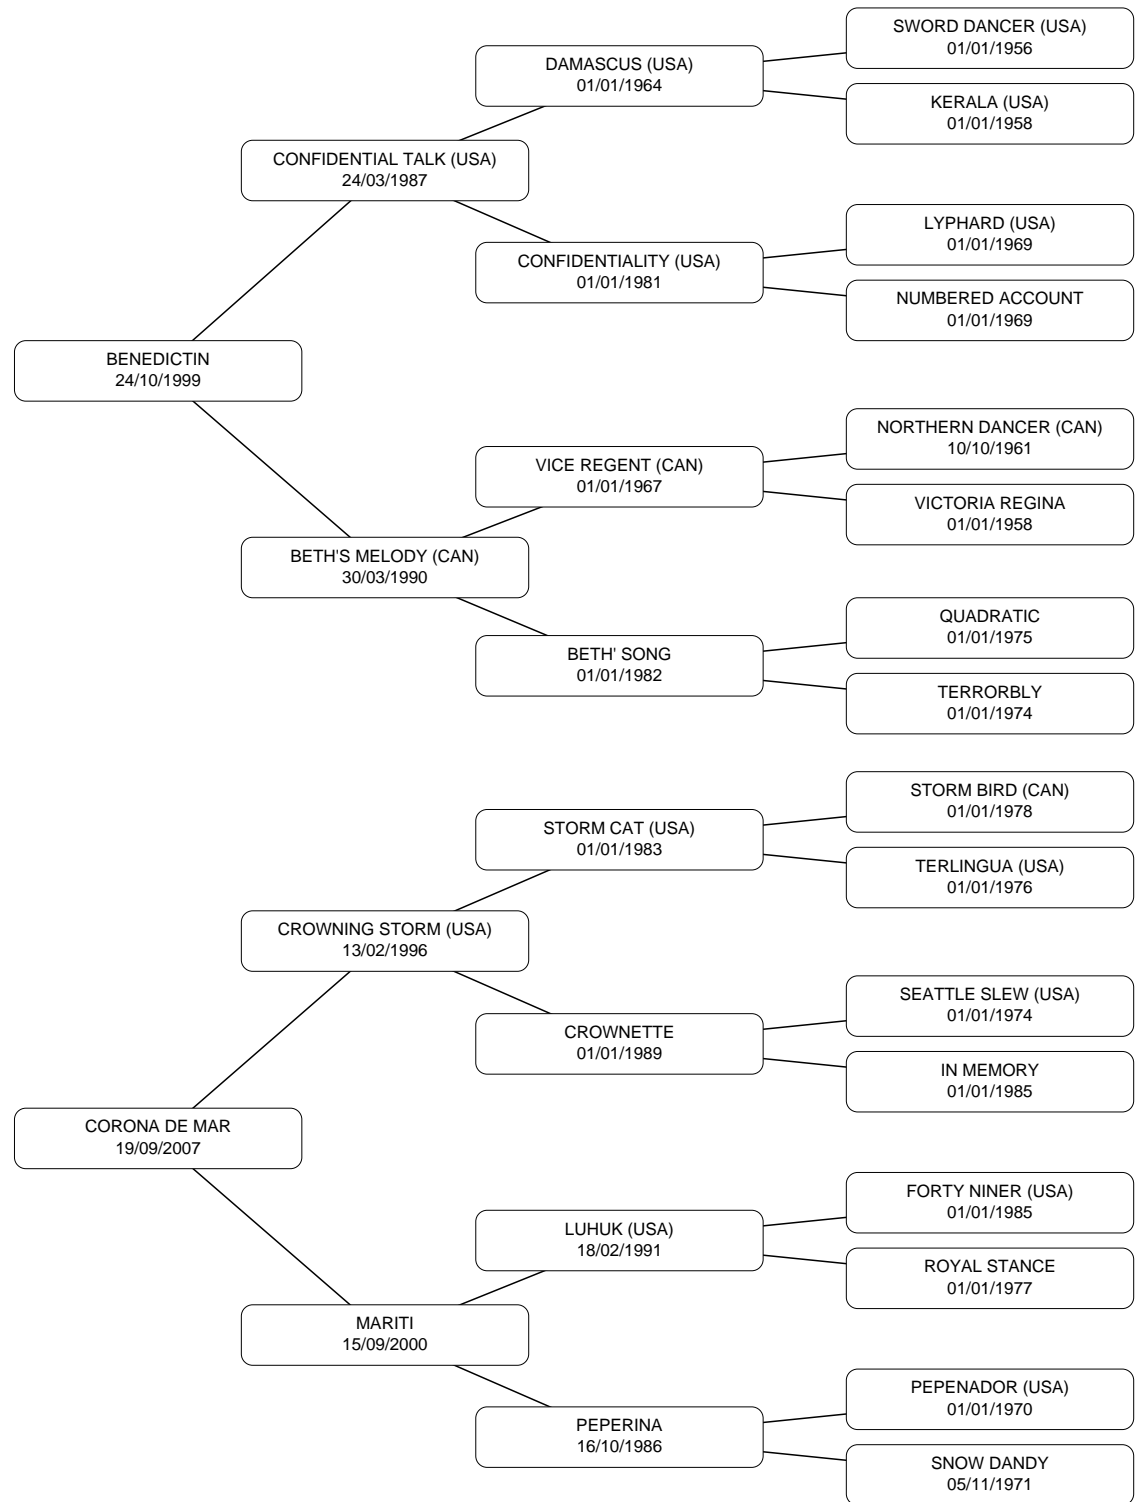 SWORD DANCER (USA)
01/01/1956
DAMASCUS (USA)
01/01/1964
KERALA (USA)
01/01/1958
CONFIDENTIAL TALK (USA)
24/03/1987
LYPHARD (USA)
01/01/1969
CONFIDENTIALITY (USA)
01/01/1981
NUMBERED ACCOUNT
01/01/1969
BENEDICTIN
24/10/1999
NORTHERN DANCER (CAN)
10/10/1961
VICE REGENT (CAN)
01/01/1967
VICTORIA REGINA
01/01/1958
BETH'S MELODY (CAN)
30/03/1990
QUADRATIC
01/01/1975
BETH' SONG
01/01/1982
TERRORBLY
01/01/1974
STORM BIRD (CAN)
01/01/1978
STORM CAT (USA)
01/01/1983
TERLINGUA (USA)
01/01/1976
CROWNING STORM (USA)
13/02/1996
SEATTLE SLEW (USA)
01/01/1974
CROWNETTE
01/01/1989
IN MEMORY
01/01/1985
CORONA DE MAR
19/09/2007
FORTY NINER (USA)
01/01/1985
LUHUK (USA)
18/02/1991
ROYAL STANCE
01/01/1977
MARITI
15/09/2000
PEPENADOR (USA)
01/01/1970
PEPERINA
16/10/1986
SNOW DANDY
05/11/1971